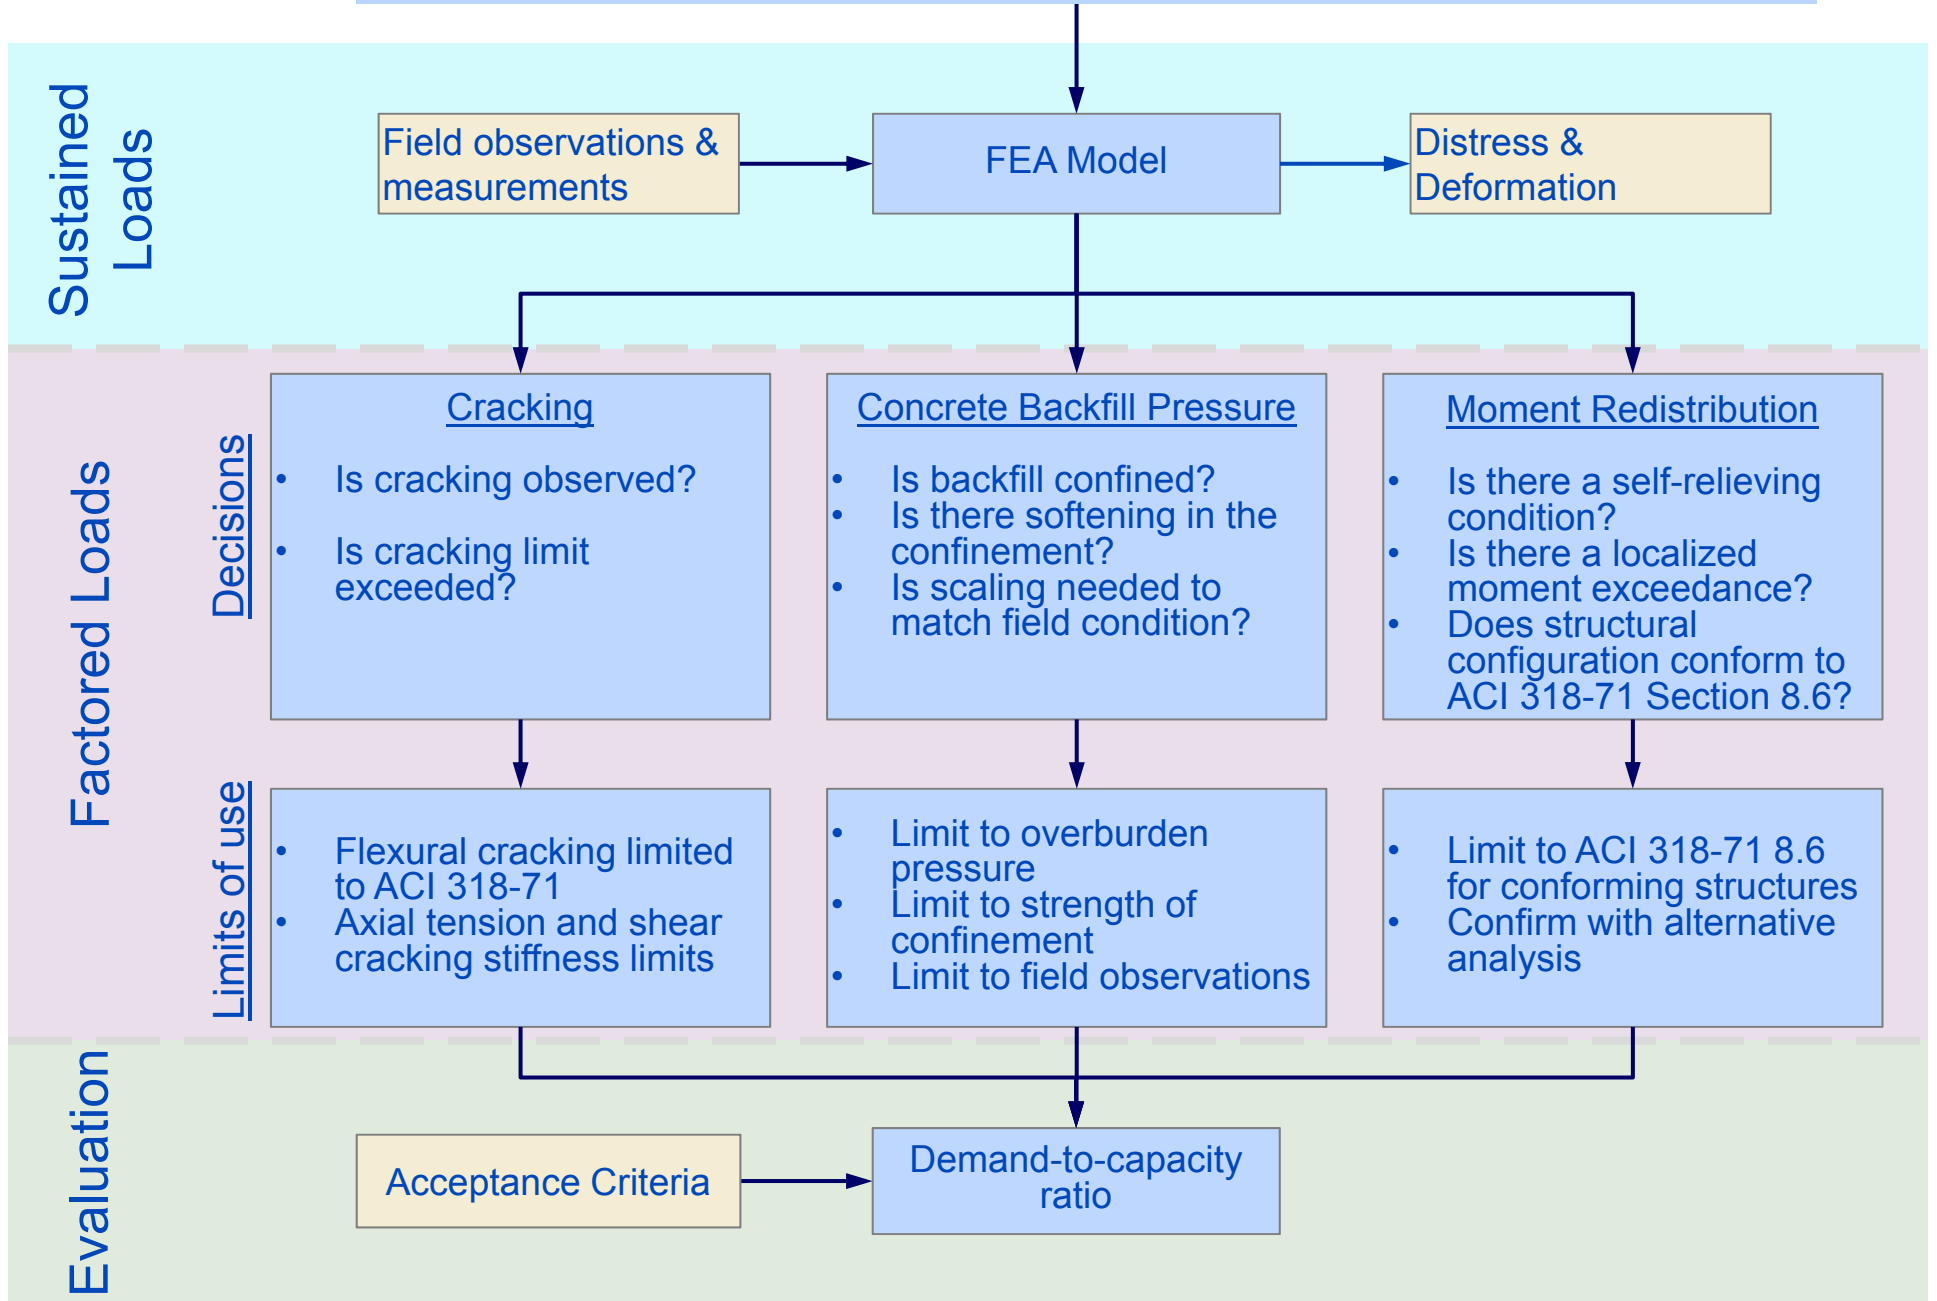 Sustained
Loads
Field observations &
measurements
FEA Model
Distress &
Deformation
Factored Loads
Decisions
Cracking
• Is cracking observed?
• Is cracking limit
exceeded?
Concrete Backfill Pressure
• Is backfill confined?
• Is there softening in the
confinement?
• Is scaling needed to
match field condition?
Moment Redistribution
• Is there a self-relieving
condition?
• Is there a localized
moment exceedance?
• Does structural
configuration conform to
ACI 318-71 Section 8.6?
Limits of use
• Flexural cracking limited
to ACI 318-71
• Axial tension and shear
cracking stiffness limits
• Limit to overburden
pressure
• Limit to strength of
confinement
• Limit to field observations
• Limit to ACI 318-71 8.6
for conforming structures
• Confirm with alternative
analysis
Evaluation
Acceptance Criteria
Demand-to-capacity
ratio